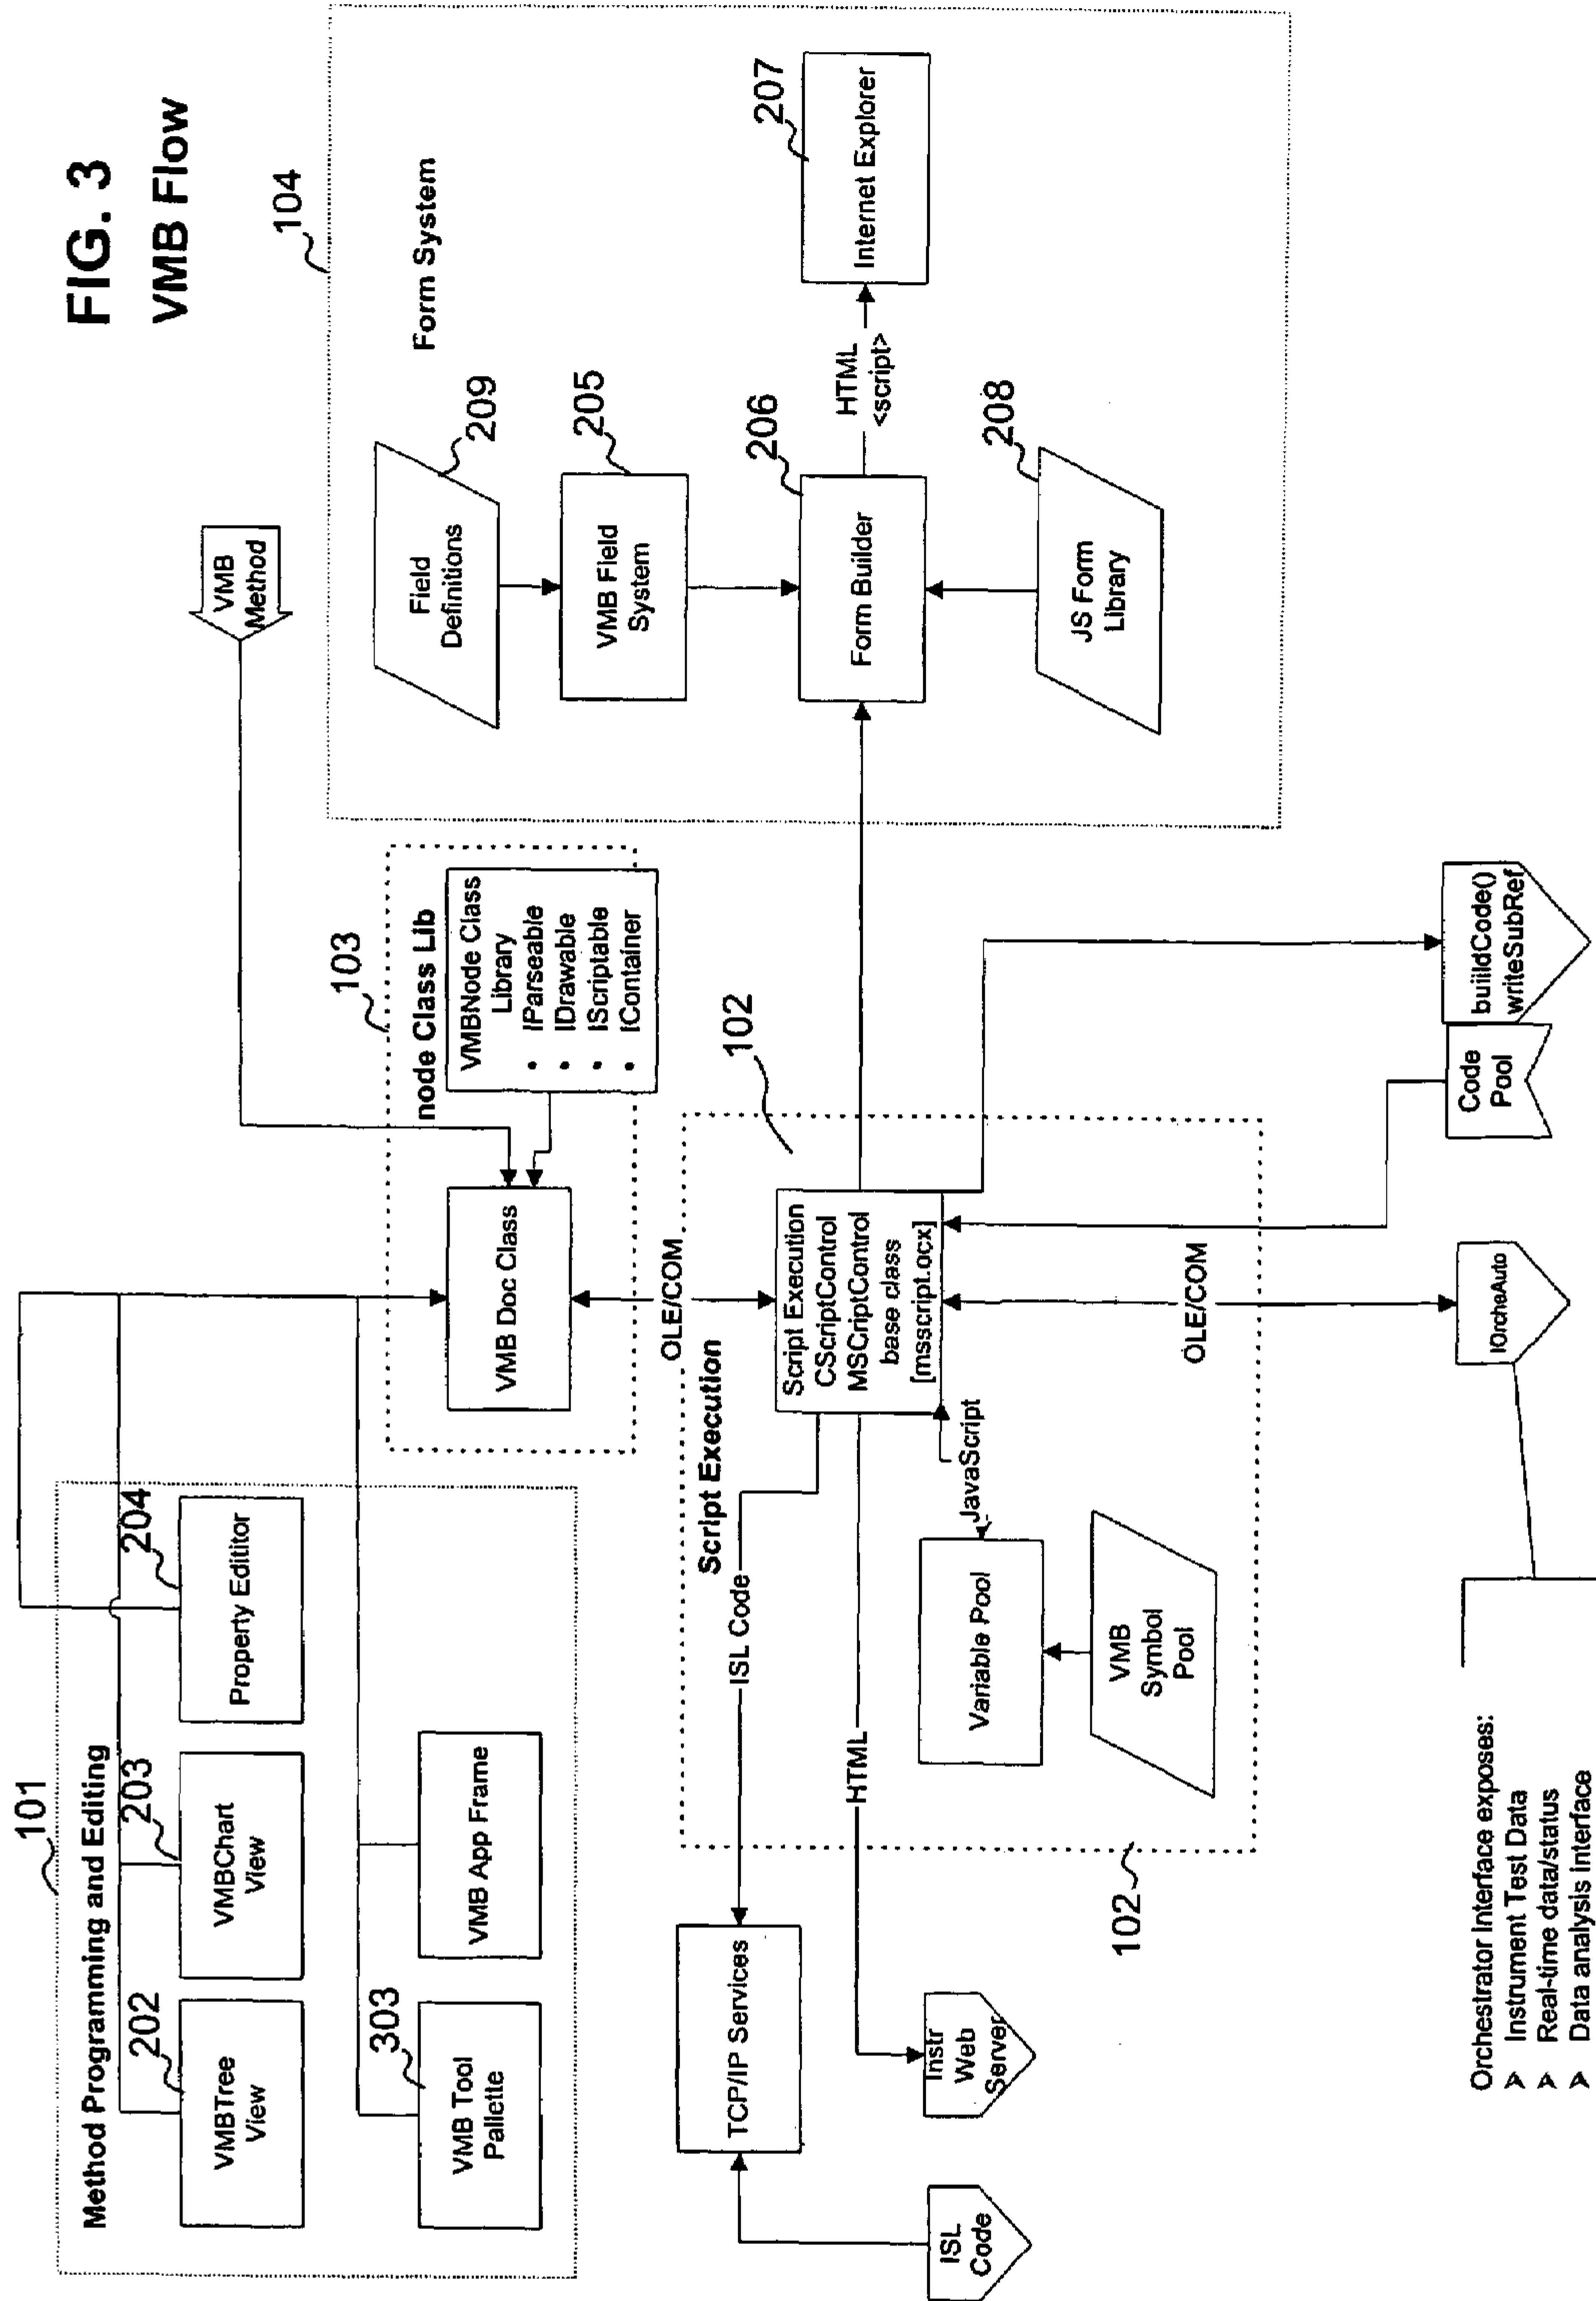 FIG. 3
VMB Flow
101
Method Programming and Editing
202
VMBTree
View
203
VMBChart
View
204
Property Edititor
303
VMB Tool
Pallette
VMB App Frame
103
node Class Lib
VMB Doc Class
VMBNode Class
Library
• IParseable
• IDrawable
• IScriptable
• IContainer
VMB
Method
104
Form System
209
Field
Definitions
205
VMB Field
System
206
Form Builder
HTML
<script>
207
Internet Explorer
208
JS Form
Library
OLE/COM
102
Script Execution
Script Execution
CScriptControl
MSCriptControl
base class
[msscript.ocx]
ISL Code
HTML
JavaScript
Variable Pool
VMB
Symbol
Pool
102
OLE/COM
TCP/IP Services
ISL
Code
Instr
Web
Server
IOrcheAuto
Code
Pool
buildCode()
writeSubRef
Orchestrator Interface exposes:
➢ Instrument Test Data
➢ Real-time data/status
➢ Data analysis interface